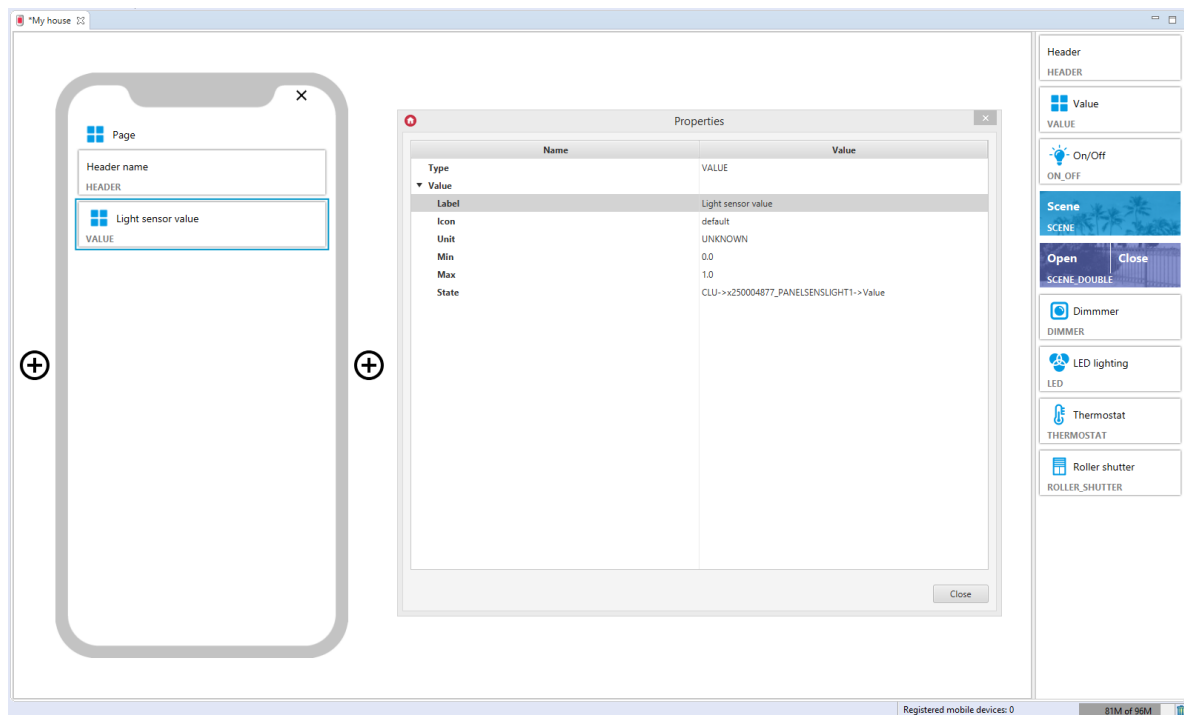 *My house
Page
Header name
HEADER
Light sensor value
VALUE
Properties
Name Value
Type VALUE
Value
Label Light sensor value
Icon default
Unit UNKNOWN
Min 0.0
Max 1.0
State CLU->x250004877_PANELSENSLIGHT1->Value
Close
Header
HEADER
Value
VALUE
On/Off
ON_OFF
Scene
SCENE
Open Close
SCENE_DOUBLE
Dimmmer
DIMMER
LED lighting
LED
Thermostat
THERMOSTAT
Roller shutter
ROLLER_SHUTTER
Registered mobile devices: 0 81M of 96M